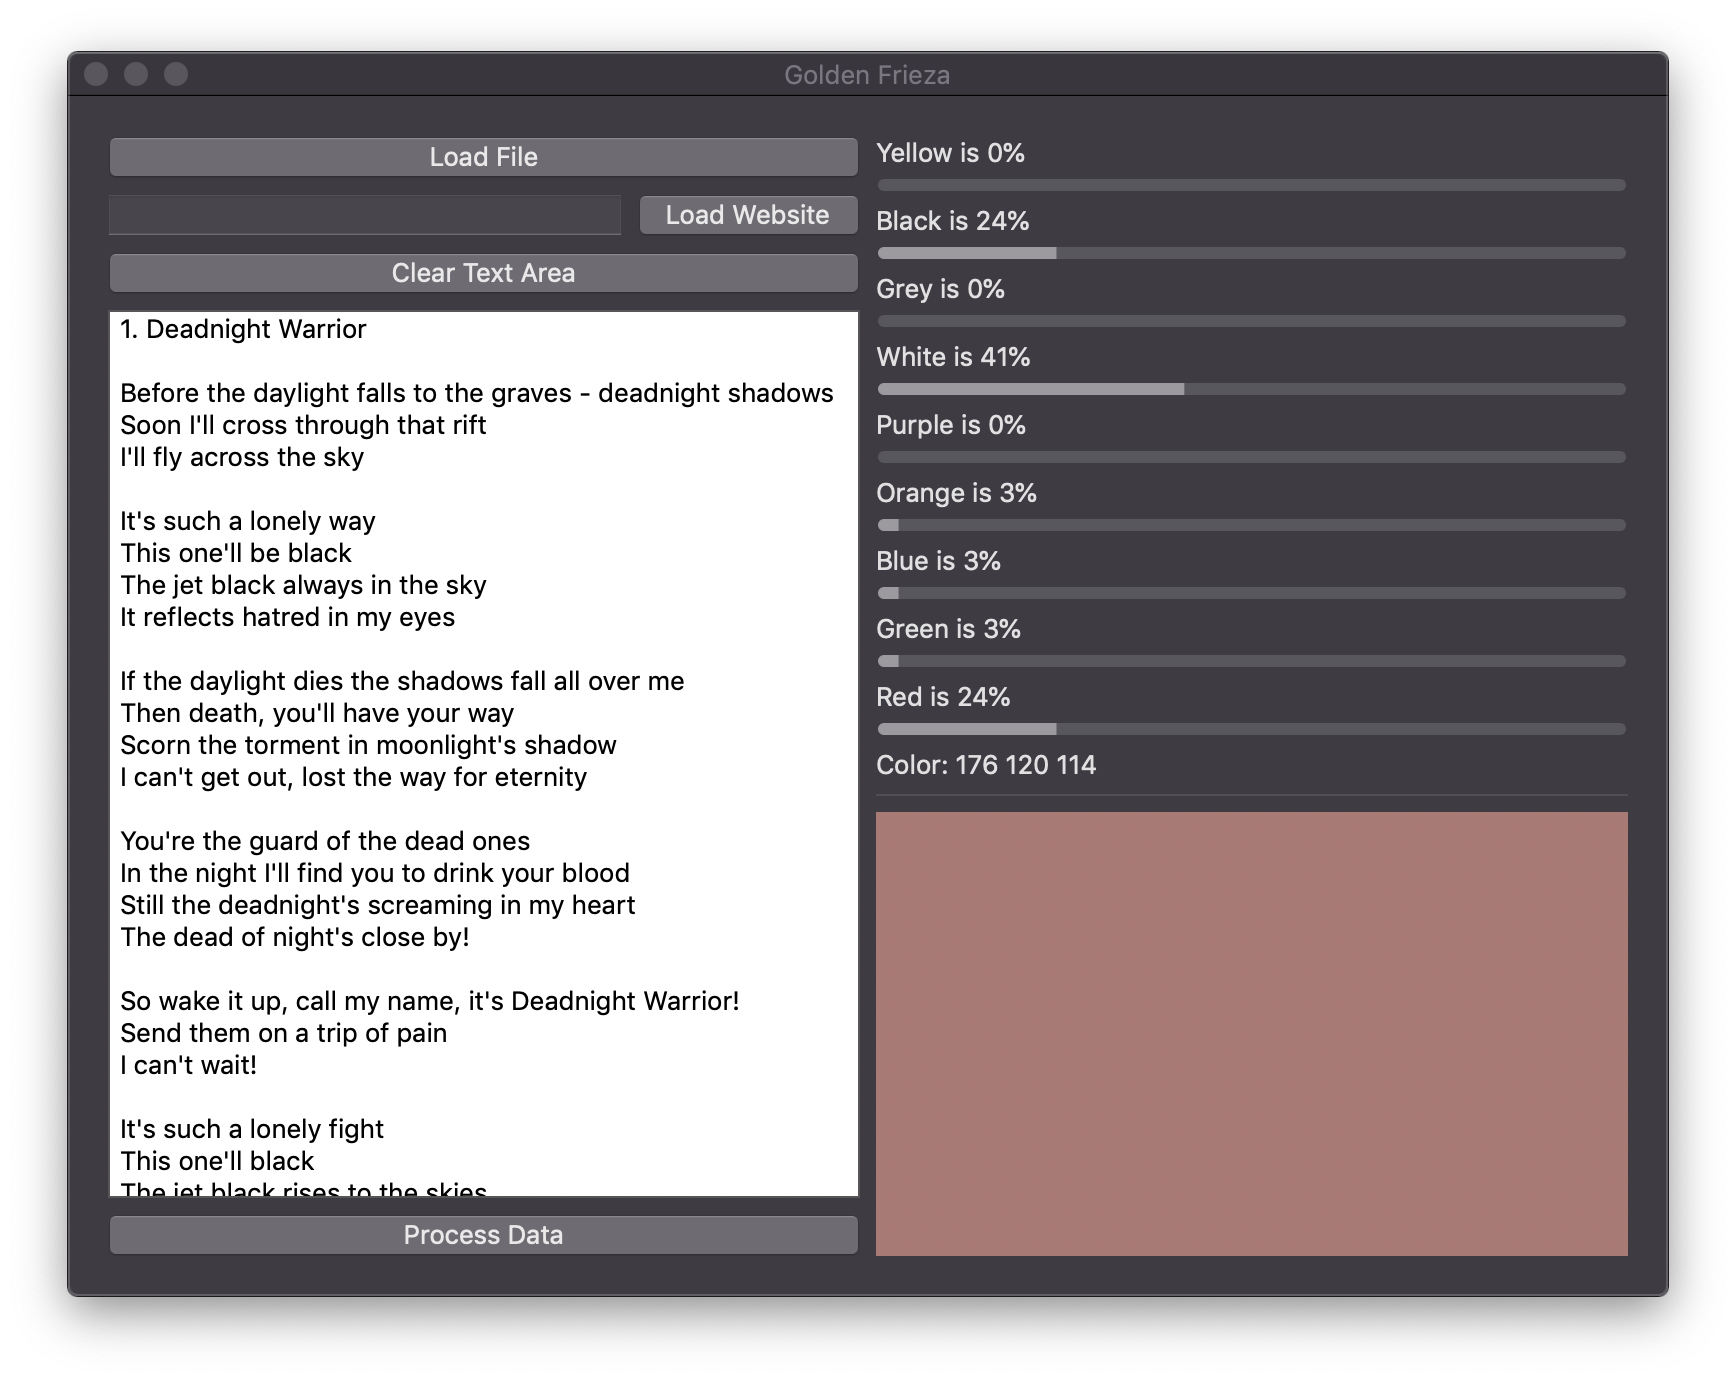 Golden Frieza
Load File
Load Website
Clear Text Area
1. Deadnight Warrior
Before the daylight falls to the graves - deadnight shadows
Soon I'll cross through that rift
I'll fly across the sky
It's such a lonely way
This one'll be black
The jet black always in the sky
It reflects hatred in my eyes
If the daylight dies the shadows fall all over me
Then death, you'll have your way
Scorn the torment in moonlight's shadow
I can't get out, lost the way for eternity
You're the guard of the dead ones
In the night I'll find you to drink your blood
Still the deadnight's screaming in my heart
The dead of night's close by!
So wake it up, call my name, it's Deadnight Warrior!
Send them on a trip of pain
I can't wait!
It's such a lonely fight
This one'll black
The jet black rises to the skies
Process Data
Yellow is 0%
Black is 24%
Grey is 0%
White is 41%
Purple is 0%
Orange is 3%
Blue is 3%
Green is 3%
Red is 24%
Color: 176 120 114